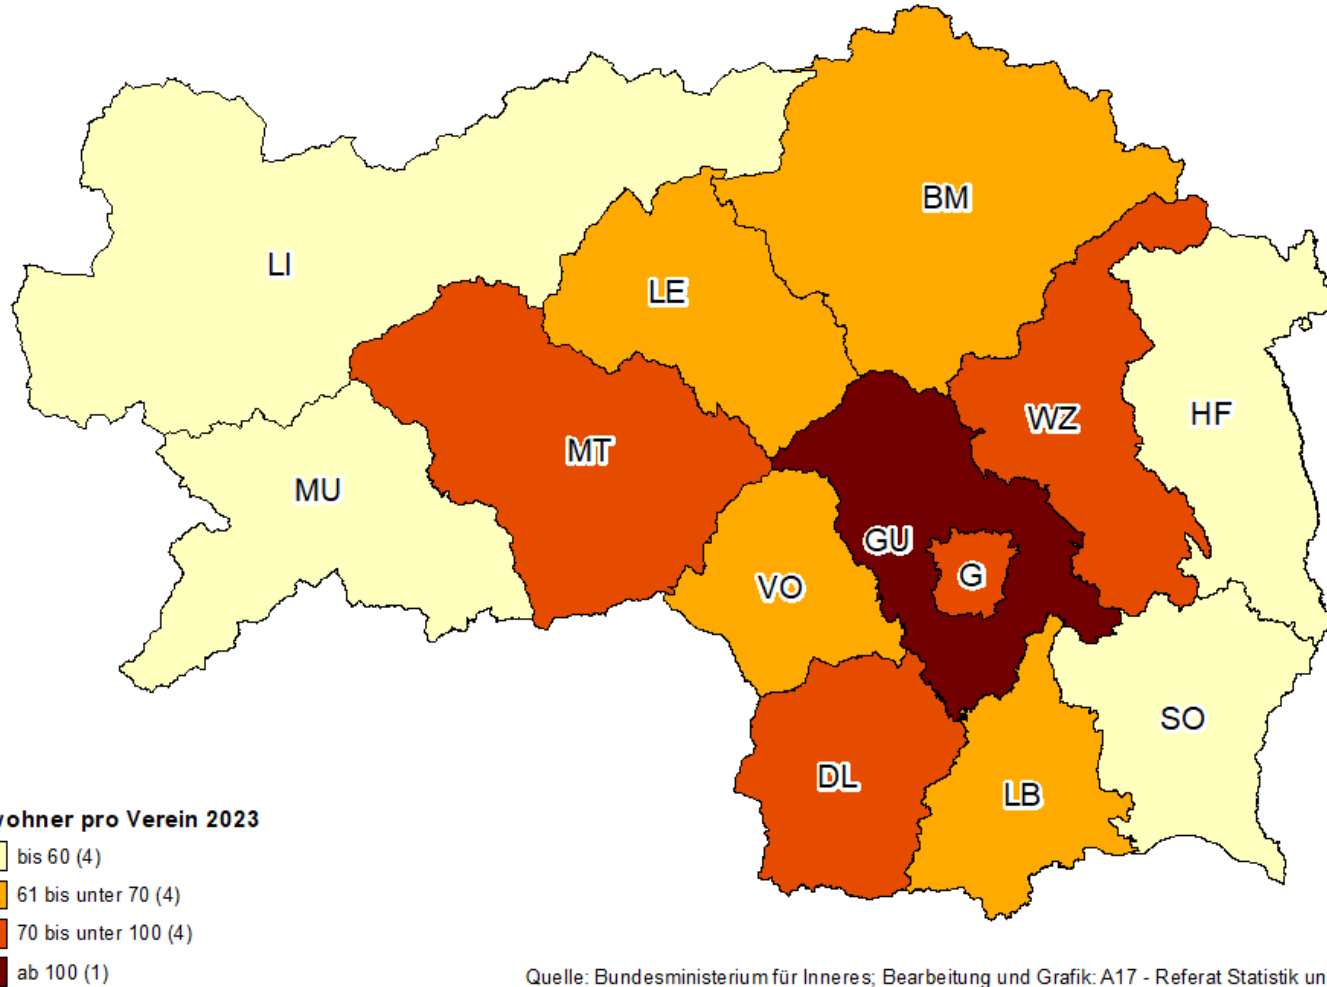 BM
LI
LE
HF
WZ
MT
MU
GU
G
VO
SO
DL
LB
wohner pro Verein 2023
bis 60 (4)
61 bis unter 70 (4)
70 bis unter 100 (4)
ab 100 (1)
Quelle: Bundesministerium für Inneres; Bearbeitung und Grafik: A17 - Referat Statistik un